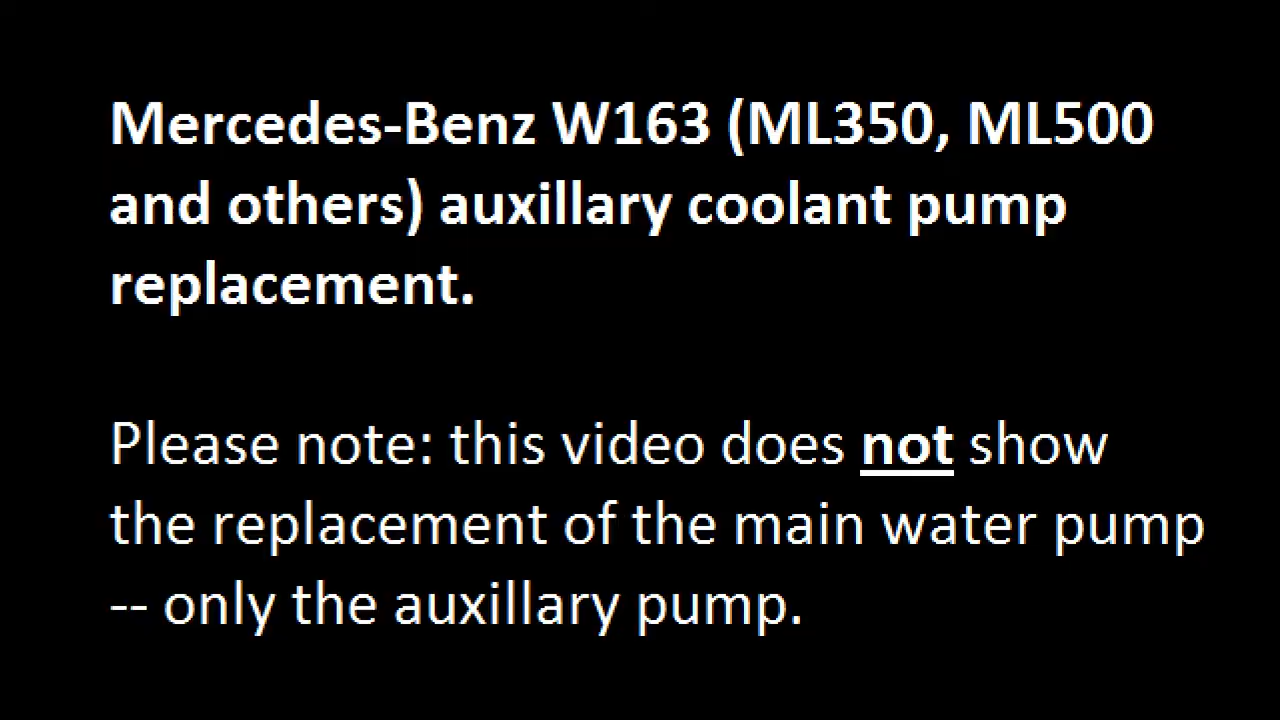 Mercedes-Benz W163 (ML350, ML500
and others) auxillary coolant pump
replacement.
Please note: this video does not show
the replacement of the main water pump
-- only the auxillary pump.